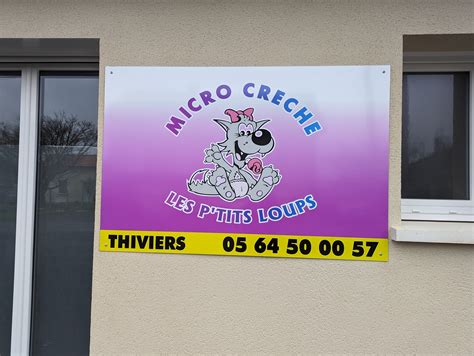 MICRO CRECHE
LES P'TITS LOUPS
THIVIERS 05 64 50 00 57